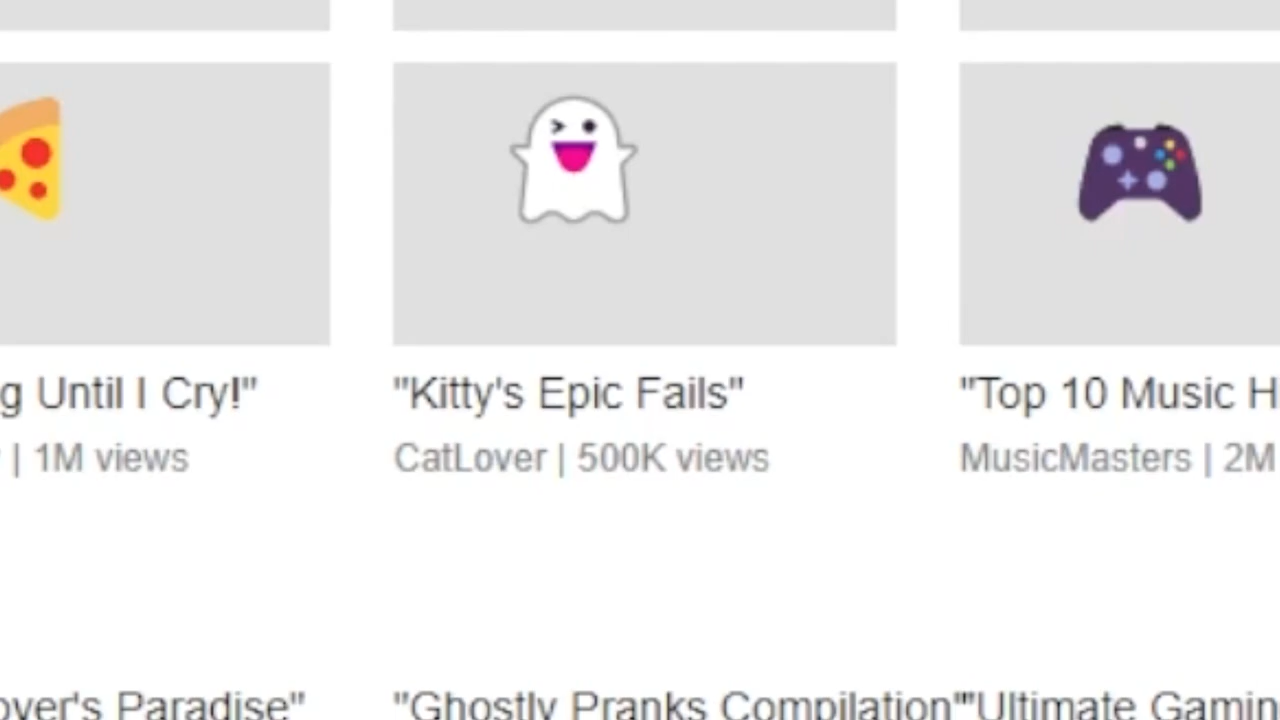 g Until I Cry!"
"Kitty's Epic Fails"
"Top 10 Music H
| 1M views
CatLover | 500K views
MusicMasters | 2M
over's Paradise"
"Ghostly Pranks Compilation"
"Ultimate Gamin